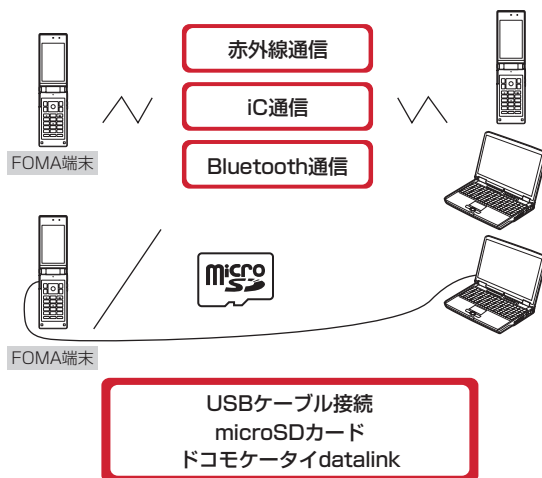 赤外線通信
iC通信
Bluetooth通信
FOMA端末
micro
SD
FOMA端末
USBケーブル接続
microSDカード
ドコモケータイdatalink